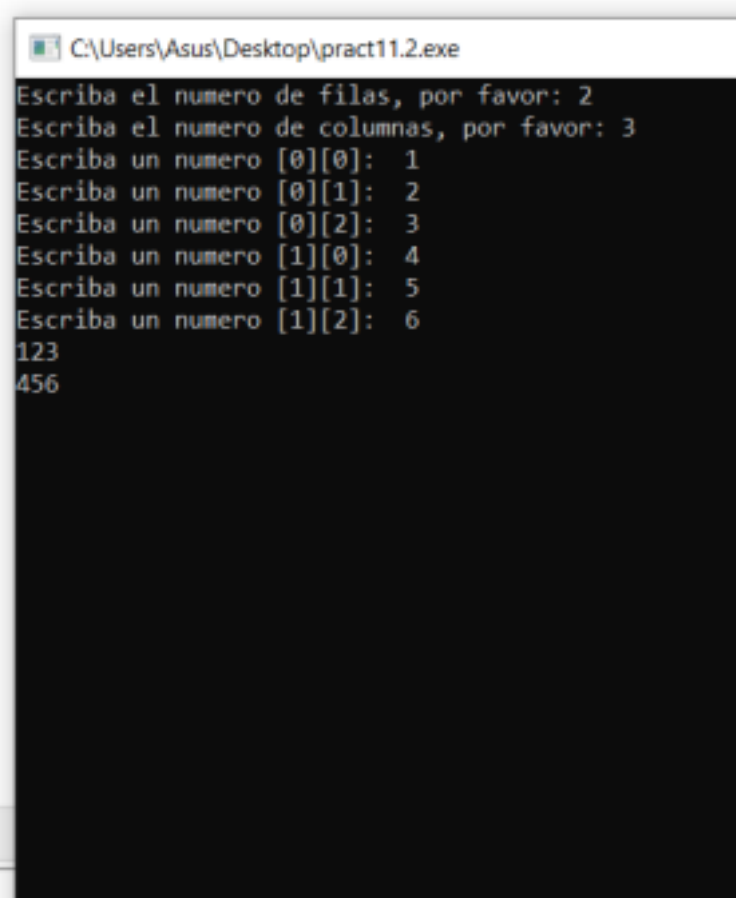 C:\Users\Asus\Desktop\pract11.2.exe
Escriba el numero de filas, por favor: 2
Escriba el numero de columnas, por favor: 3
Escriba un numero [0][0]:  1
Escriba un numero [0][1]:  2
Escriba un numero [0][2]:  3
Escriba un numero [1][0]:  4
Escriba un numero [1][1]:  5
Escriba un numero [1][2]:  6
123
456